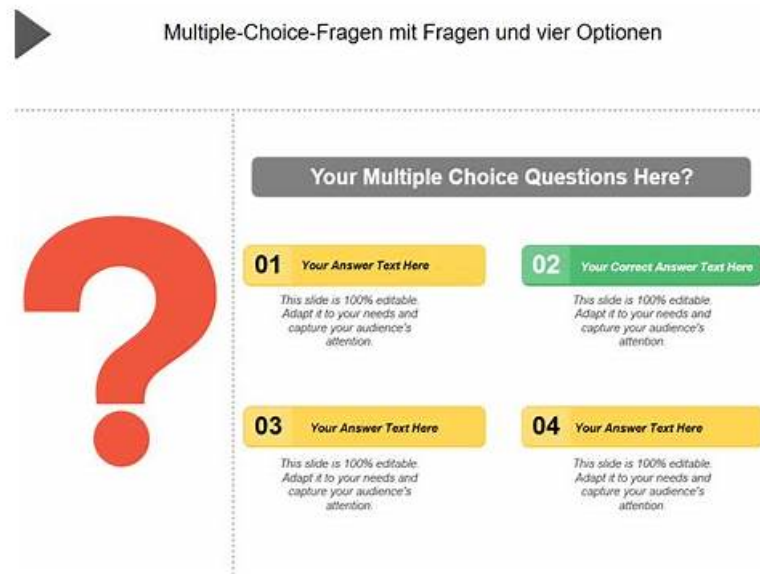 Multiple-Choice-Fragen mit Fragen und vier Optionen
Your Multiple Choice Questions Here?
01 Your Answer Text Here
This slide is 100% editable.
Adapt it to your needs and
capture your audience's
attention.
02 Your Correct Answer Text Here
This slide is 100% editable.
Adapt it to your needs and
capture your audience's
attention.
03 Your Answer Text Here
This slide is 100% editable.
Adapt it to your needs and
capture your audience's
attention.
04 Your Answer Text Here
This slide is 100% editable.
Adapt it to your needs and
capture your audience's
attention.